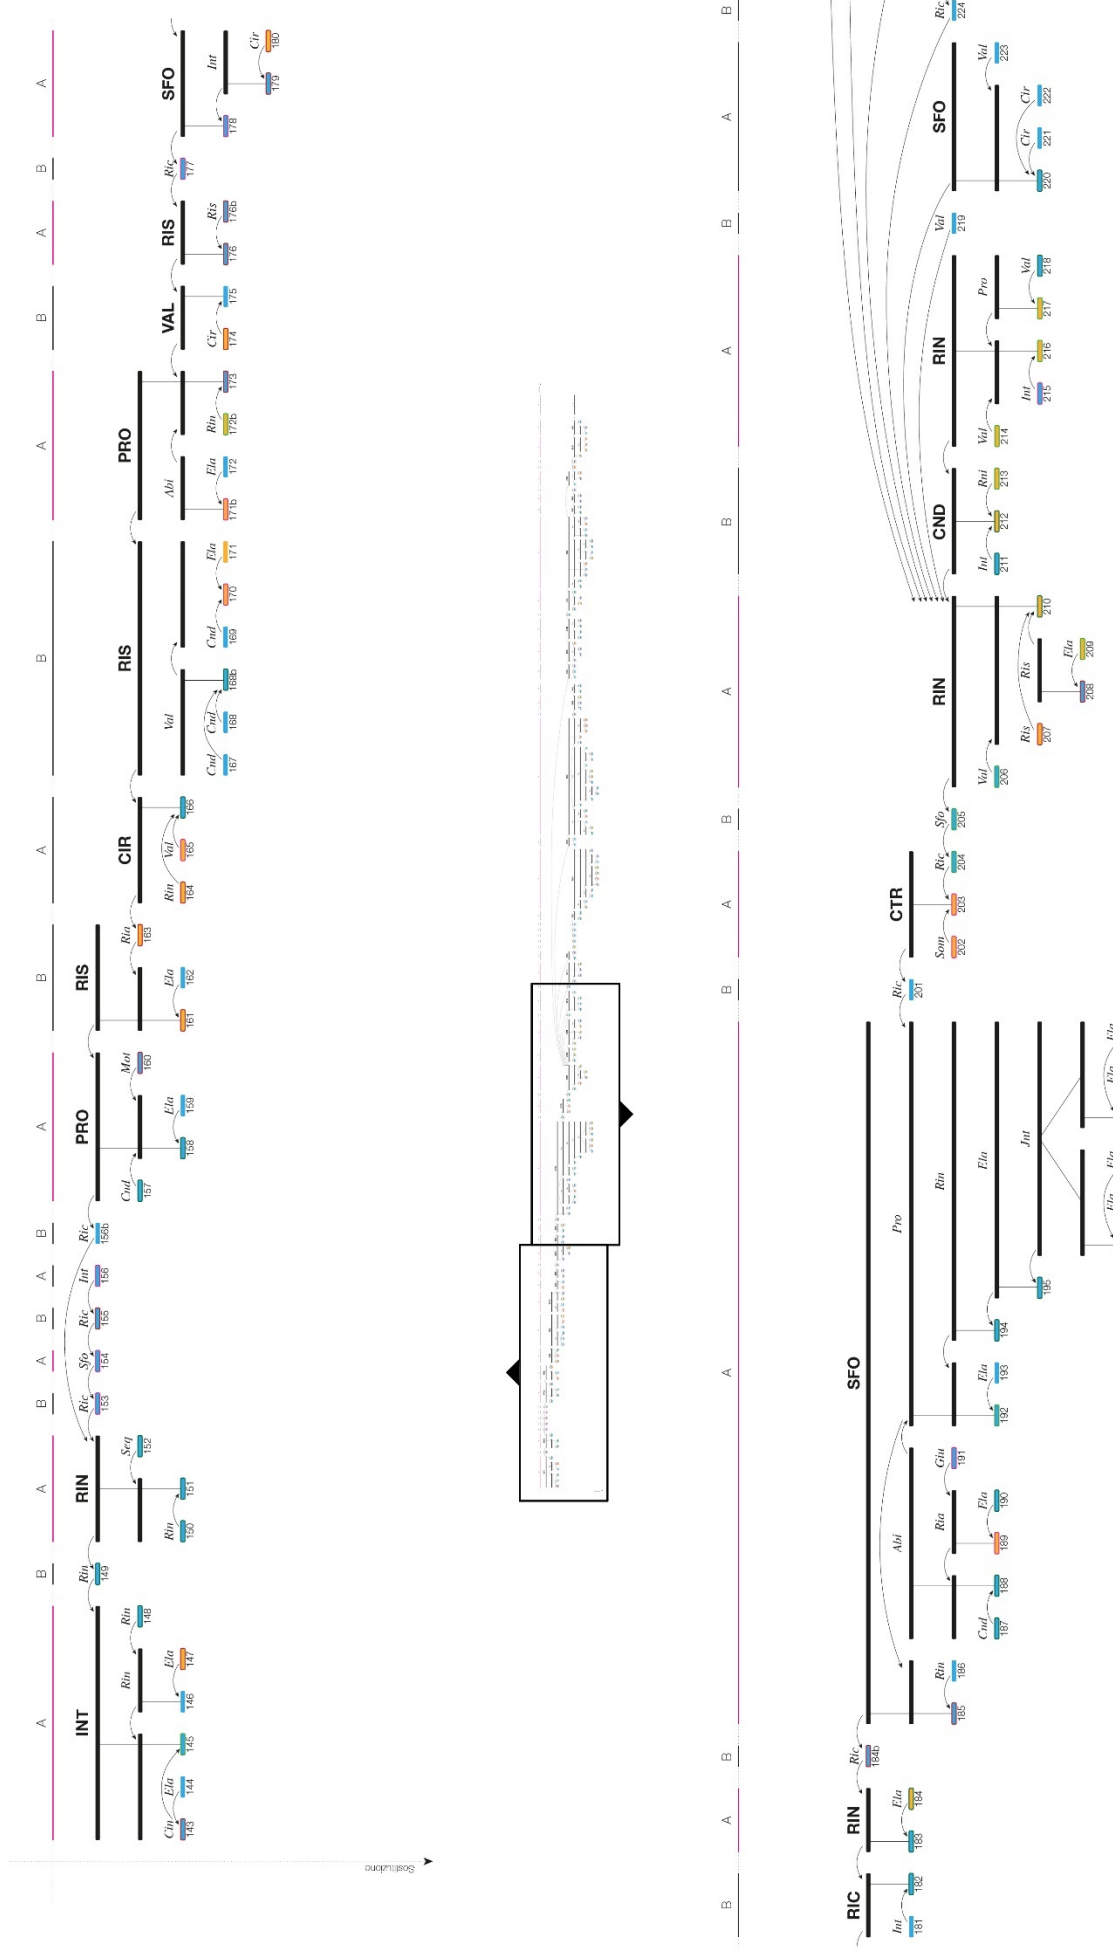 A B A B A B A B A B A B A B A B A
INT Rin RIN Ric Sfo Ric Int Ric PRO RIS
149 153 154 155 156 156b
Rin Rin Seq Cnd Mot Ria CIR RIS PRO
148 152 157 160 163
Cin Ela Ela Rin Ela Ela Rin Val Val Abi VAL RIS Ric SFO
143 144 145 146 147 150 151 158 159 161 162 164 165 166 177
Cnd Cnd Cnd Ela Ela Rin Cir Ris Int
167 168 168b 169 170 171 171b 172 172b 173 174 175 176 176b 178
Cir
179 180
Sostituzione
B A B A B A B A B A B A B
RIC RIN Ric SFO
184b
Int Ela Abi Pro Ric CTR
181 182 183 184 201
Rin Ria Giu Rin Som Ric Sfo RIN CND RIN Val SFO Ric
185 186 191 202 203 204 205 219 224
Cnd Ela Ela Ela Val Int Rni Val Pro Val
187 188 189 190 192 193 194 206 211 212 213 214 223
Jnt Ris Ris Int Val Cir Cir
195 207 210 215 216 217 218 220 221 222
Ela
208 209
Ela Ela Ela Ela